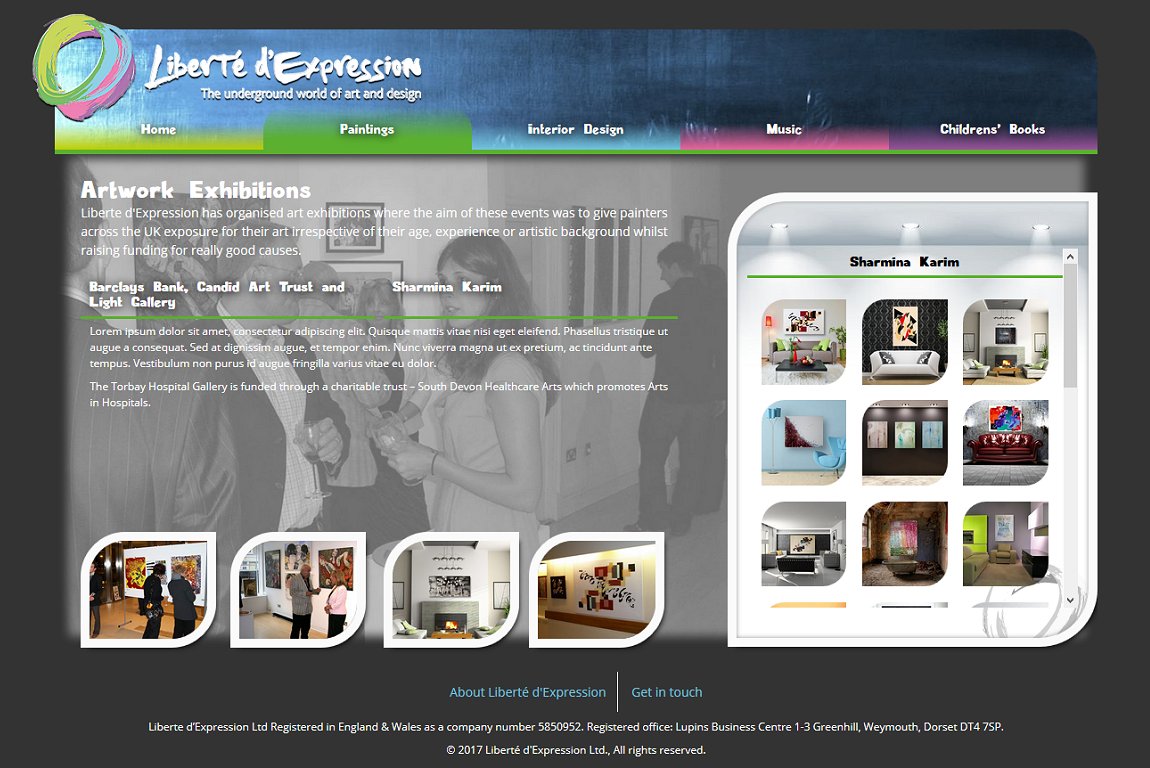 Liberté d'Expression
The underground world of art and design
Home Paintings Interior Design Music Childrens' Books
Artwork Exhibitions
Liberte d'Expression has organised art exhibitions where the aim of these events was to give painters
across the UK exposure for their art irrespective of their age, experience or artistic background whilst
raising funding for really good causes.
Barclays Bank, Candid Art Trust and
Light Gallery
Sharmina Karim
Lorem ipsum dolor sit amet, consectetur adipiscing elit. Quisque mattis vitae nisi eget eleifend. Phasellus tristique ut
augue a consequat. Sed at dignissim augue, et tempor enim. Nunc viverra magna ut ex pretium, ac tincidunt ante
tempus. Vestibulum non purus id augue fringilla varius vitae eu dolor.
The Torbay Hospital Gallery is funded through a charitable trust – South Devon Healthcare Arts which promotes Arts
in Hospitals.
Sharmina Karim
About Liberté d'Expression
Get in touch
Liberte d'Expression Ltd Registered in England & Wales as a company number 5850952. Registered office: Lupins Business Centre 1-3 Greenhill, Weymouth, Dorset DT4 7SP.
© 2017 Liberté d'Expression Ltd., All rights reserved.